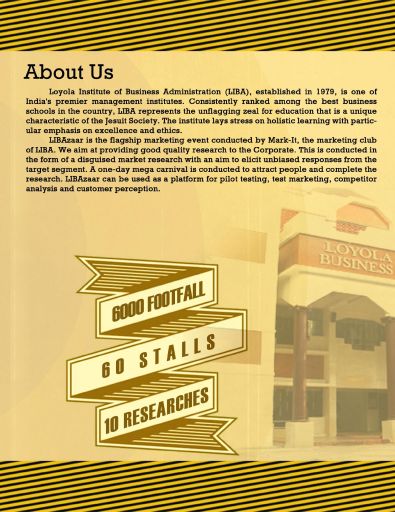 About Us
Loyola Institute of Business Administration (LIBA), established in 1979, is one of
India's premier management institutes. Consistently ranked among the best business
schools in the country, LIBA represents the unflagging zeal for education that is a unique
characteristic of the Jesuit Society. The institute lays stress on holistic learning with partic-
ular emphasis on excellence and ethics.
LIBAzaar is the flagship marketing event conducted by Mark-It, the marketing club
of LIBA. We aim at providing good quality research to the Corporate. This is conducted in
the form of a disguised market research with an aim to elicit unbiased responses from the
target segment. A one-day mega carnival is conducted to attract people and complete the
research. LIBAzaar can be used as a platform for pilot testing, test marketing, competitor
analysis and customer perception.
LOYOLA
BUSINESS
6000 FOOTFALL
60 STALLS
10 RESEARCHES